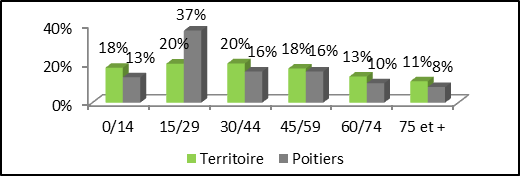 37%
40%
18% 13% 20% 20% 16% 18% 16% 13% 10% 11% 8%
20%
0%
0/14 15/29 30/44 45/59 60/74 75 et +
Territoire Poitiers